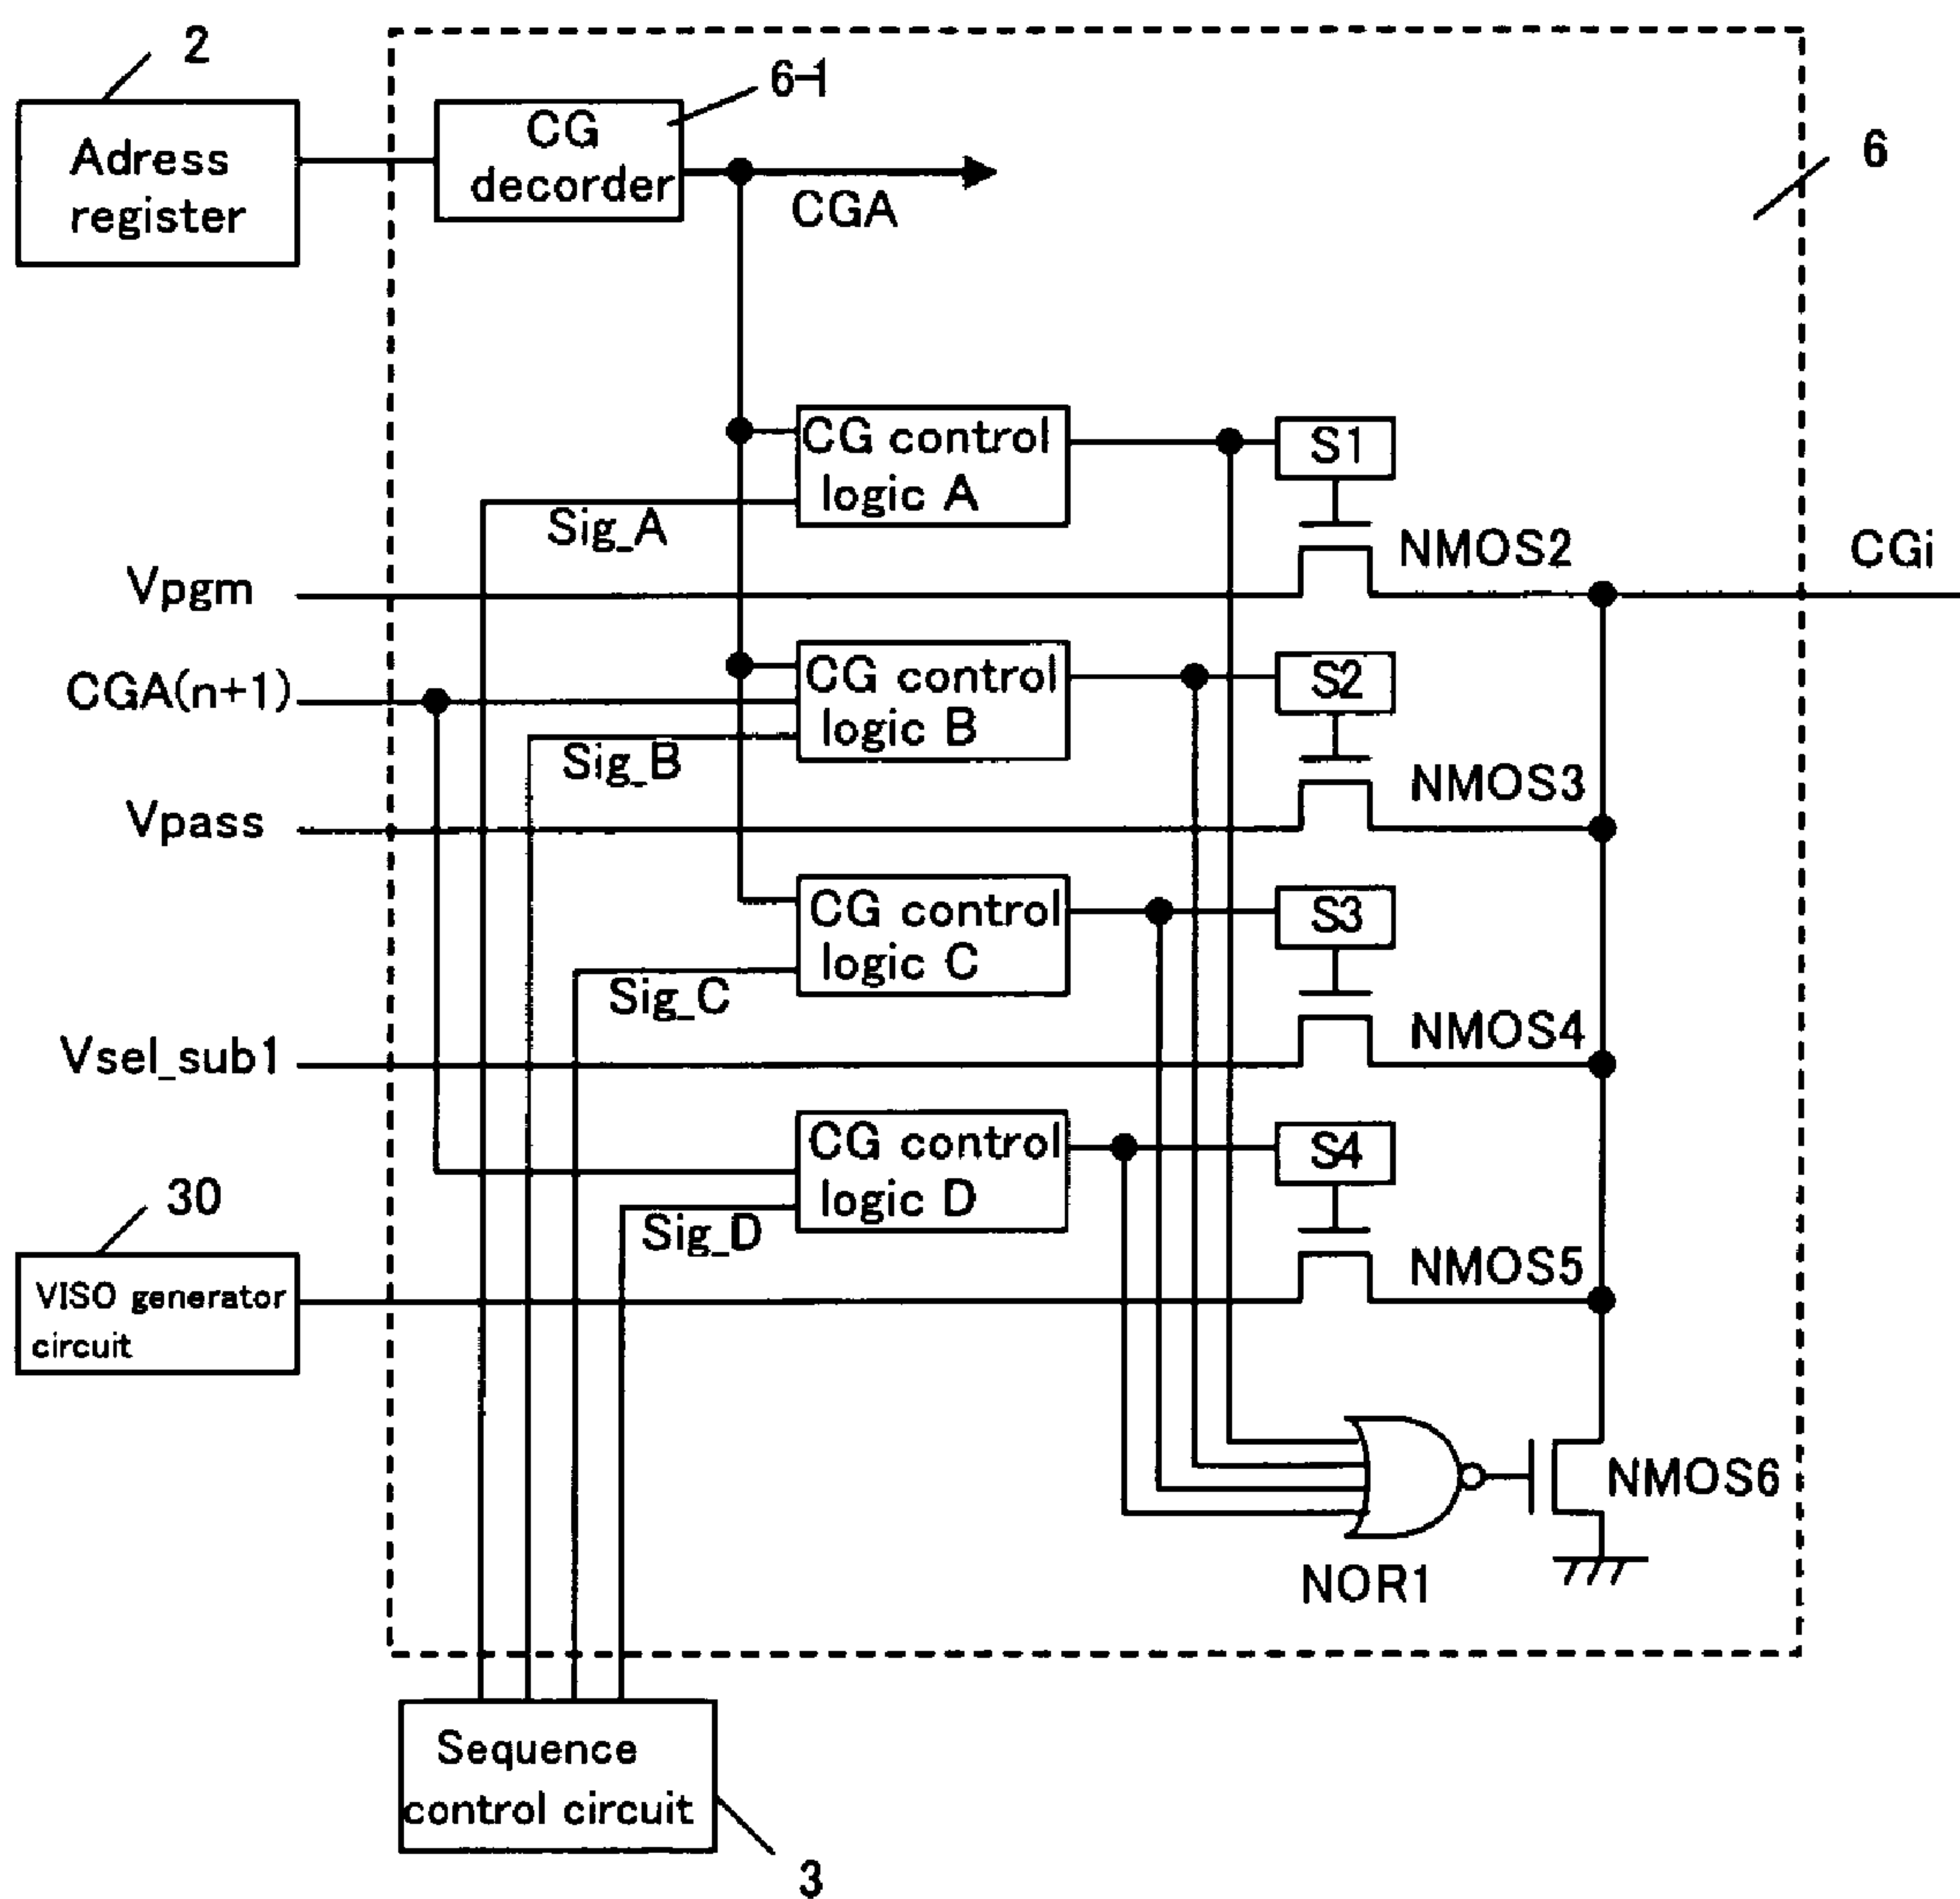 2
6-1
6
Adress
register
CG
decorder
CGA
CG control
logic A
S1
Sig_A
NMOS2
CGi
Vpgm
CG control
logic B
S2
CGA(n+1)
Sig_B
NMOS3
Vpass
CG control
logic C
S3
Sig_C
NMOS4
Vsel_sub1
CG control
logic D
S4
30
Sig_D
NMOS5
VISO generator
circuit
NMOS6
NOR1
Sequence
control circuit
3